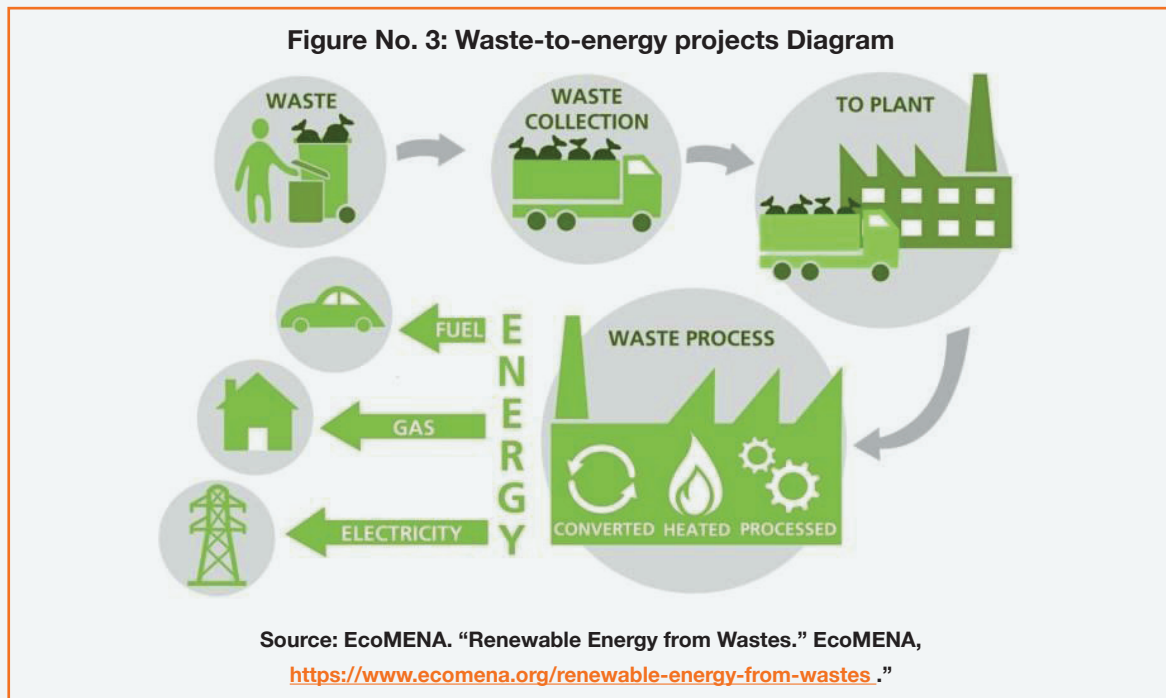 Figure No. 3: Waste-to-energy projects Diagram
WASTE
WASTE
COLLECTION
TO PLANT
WASTE PROCESS
CONVERTED HEATED PROCESSED
ENERGY
FUEL
GAS
ELECTRICITY
Source: EcoMENA. “Renewable Energy from Wastes.” EcoMENA,
https://www.ecomena.org/renewable-energy-from-wastes .”